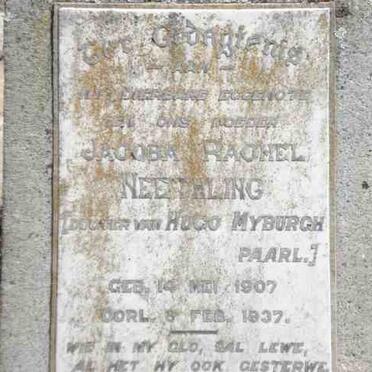 Ter Gedagtenis
— AAN —
MY DIERBARE EGGENOTE
EN ONS MOEDER
JACOBA RACHEL
NEETHLING
[DOGTER VAN HUGO MYBURGH
PAARL.]
GEB. 14 MEI 1907
OORL. 8 FEB. 1937.
WIE IN MY GLO, SAL LEWE,
AL HET HY OOK GESTERWE